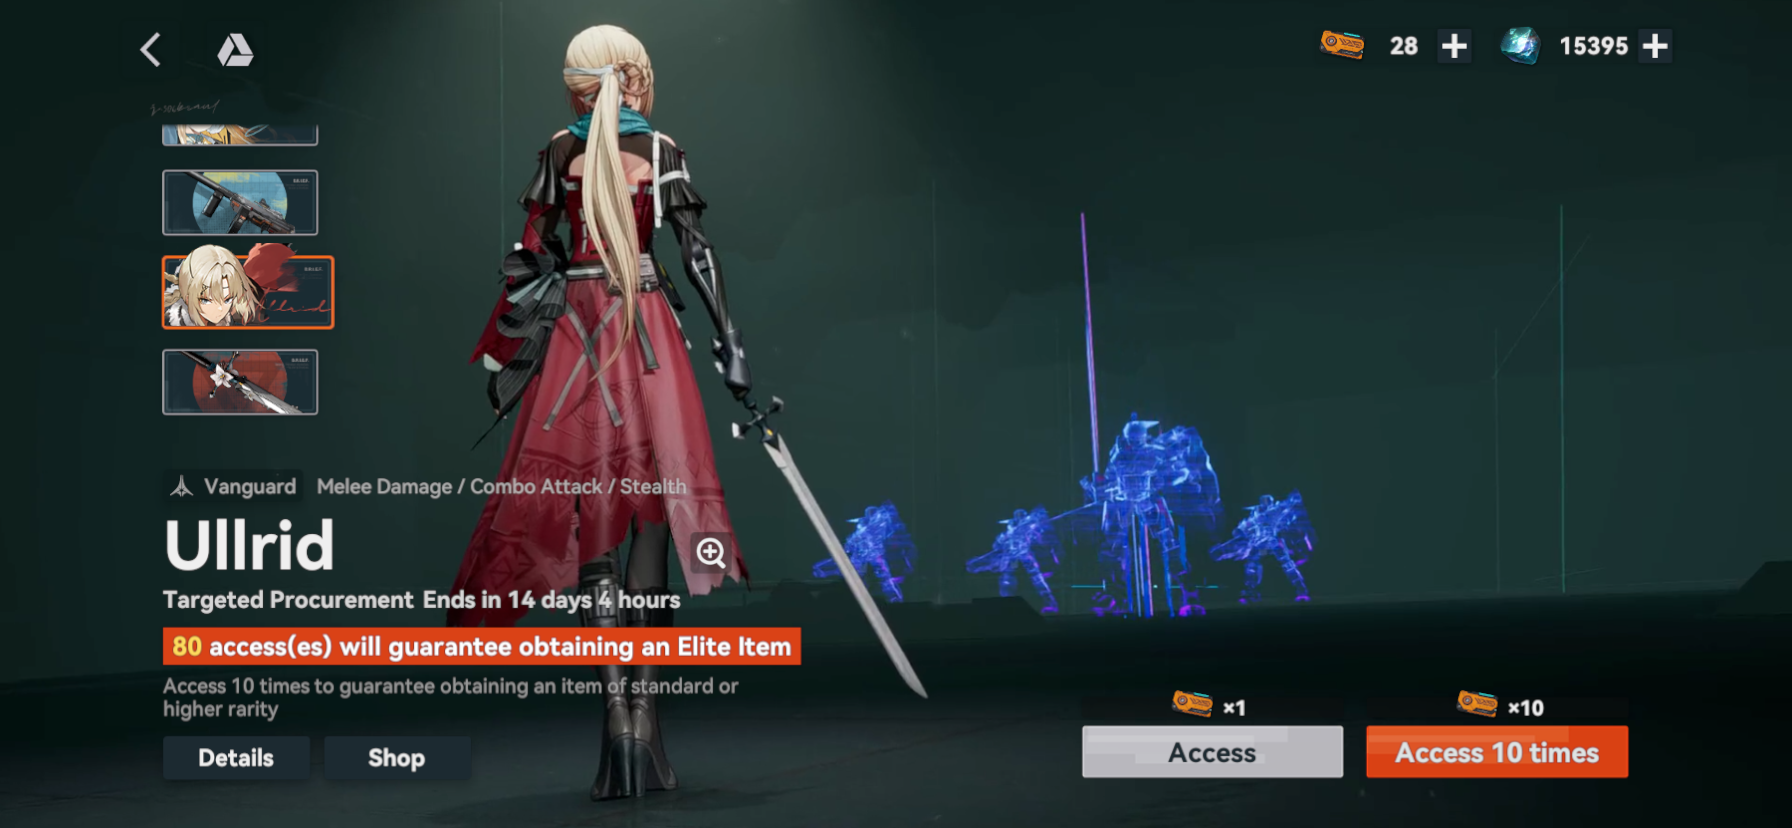 28
15395
Vanguard Melee Damage / Combo Attack / Stealth
Ullrid
Targeted Procurement Ends in 14 days 4 hours
80 access(es) will guarantee obtaining an Elite Item
Access 10 times to guarantee obtaining an item of standard or
higher rarity
Details
Shop
×1
Access
×10
Access 10 times